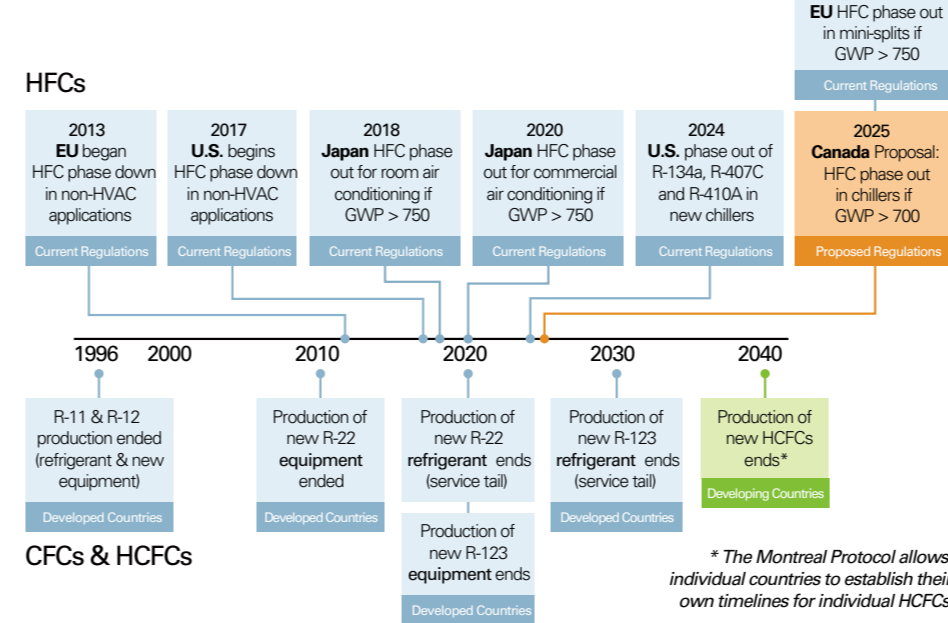 EU HFC phase out
in mini-splits if
GWP > 750
Current Regulations
HFCs
2013
EU began
HFC phase down
in non-HVAC
applications
Current Regulations
2017
U.S. begins
HFC phase down
in non-HVAC
applications
Current Regulations
2018
Japan HFC phase
out for room air
conditioning if
GWP > 750
Current Regulations
2020
Japan HFC phase
out for commercial
air conditioning if
GWP > 750
Current Regulations
2024
U.S. phase out of
R-134a, R-407C
and R-410A in
new chillers
Current Regulations
2025
Canada Proposal:
HFC phase out
in chillers if
GWP > 700
Proposed Regulations
1996 2000 2010 2020 2030 2040
R-11 & R-12
production ended
(refrigerant & new
equipment)
Developed Countries
Production of
new R-22
equipment
ended
Developed Countries
Production of
new R-22
refrigerant ends
(service tail)
Production of
new R-123
equipment ends
Developed Countries
Production of
new R-123
refrigerant ends
(service tail)
Developed Countries
Production of
new HCFCs
ends*
Developing Countries
CFCs & HCFCs
* The Montreal Protocol allows
individual countries to establish their
own timelines for individual HCFCs